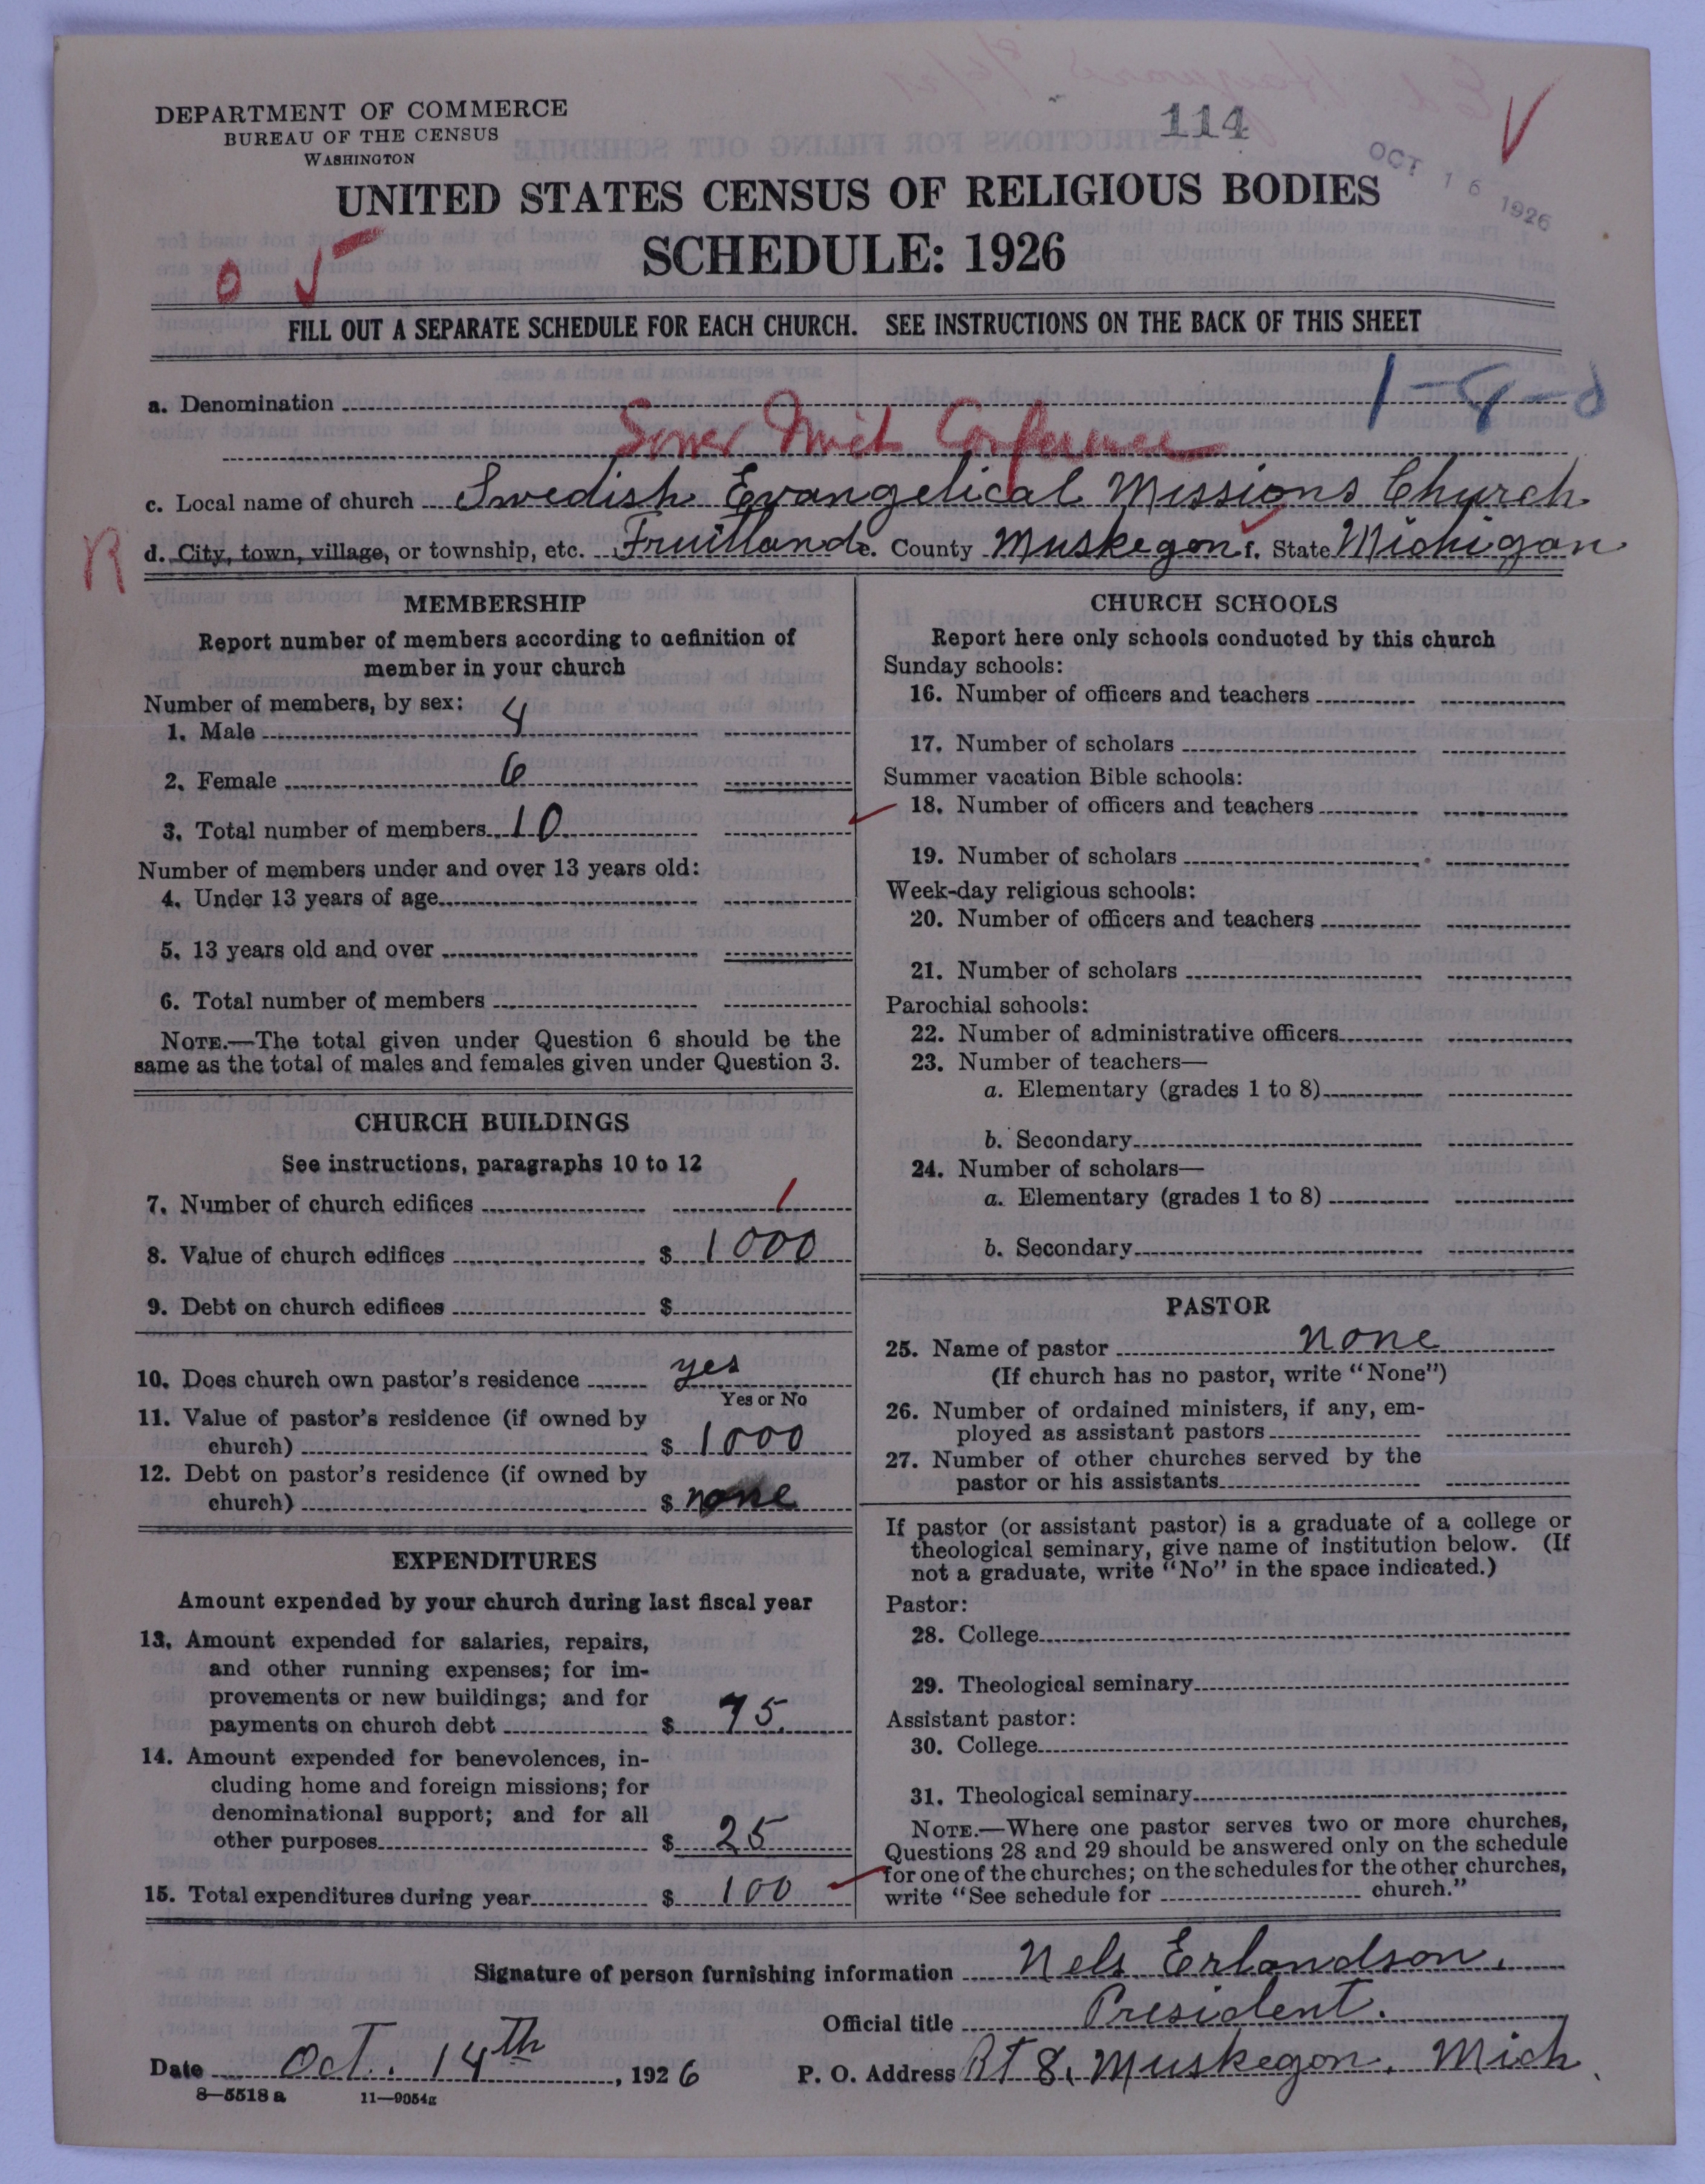 DEPARTMENT OF COMMERCE
BUREAU OF THE CENSUS
WASHINGTON
114
OCT 16 1926
UNITED STATES CENSUS OF RELIGIOUS BODIES
SCHEDULE: 1926
0 5
FILL OUT A SEPARATE SCHEDULE FOR EACH CHURCH. SEE INSTRUCTIONS ON THE BACK OF THIS SHEET
a. Denomination
Mich Conference
c. Local name of church Swedish Evangelical Missions Church
R d. City, town, village, or township, etc. Fruitland e. County Muskegon f. State Michigan
MEMBERSHIP
Report number of members according to definition of
member in your church
Number of members, by sex:
1. Male 4
2. Female 6
3. Total number of members 10
Number of members under and over 13 years old:
4. Under 13 years of age
5. 13 years old and over
6. Total number of members
NOTE.—The total given under Question 6 should be the
same as the total of males and females given under Question 3.
CHURCH BUILDINGS
See instructions, paragraphs 10 to 12
7. Number of church edifices 1
8. Value of church edifices $ 1000
9. Debt on church edifices $
10. Does church own pastor's residence yes
Yes or No
11. Value of pastor's residence (if owned by
church) $ 1000
12. Debt on pastor's residence (if owned by
church) $ none
EXPENDITURES
Amount expended by your church during last fiscal year
13. Amount expended for salaries, repairs,
and other running expenses; for im-
provements or new buildings; and for
payments on church debt $ 75.
14. Amount expended for benevolences, in-
cluding home and foreign missions; for
denominational support; and for all
other purposes $ 25
15. Total expenditures during year $ 100
CHURCH SCHOOLS
Report here only schools conducted by this church
Sunday schools:
16. Number of officers and teachers
17. Number of scholars
Summer vacation Bible schools:
18. Number of officers and teachers
19. Number of scholars
Week-day religious schools:
20. Number of officers and teachers
21. Number of scholars
Parochial schools:
22. Number of administrative officers
23. Number of teachers—
a. Elementary (grades 1 to 8)
b. Secondary
24. Number of scholars—
a. Elementary (grades 1 to 8)
b. Secondary
PASTOR
25. Name of pastor none
(If church has no pastor, write "None")
26. Number of ordained ministers, if any, em-
ployed as assistant pastors
27. Number of other churches served by the
pastor or his assistants
If pastor (or assistant pastor) is a graduate of a college or
theological seminary, give name of institution below. (If
not a graduate, write "No" in the space indicated.)
Pastor:
28. College
29. Theological seminary
Assistant pastor:
30. College
31. Theological seminary
NOTE.—Where one pastor serves two or more churches,
Questions 28 and 29 should be answered only on the schedule
for one of the churches; on the schedules for the other churches,
write "See schedule for church."
Signature of person furnishing information Nels Erlandson.
Official title President.
Date Oct. 14th, 1926 P. O. Address Rt 8, Muskegon, Mich.
8—5518 a 11—9054g